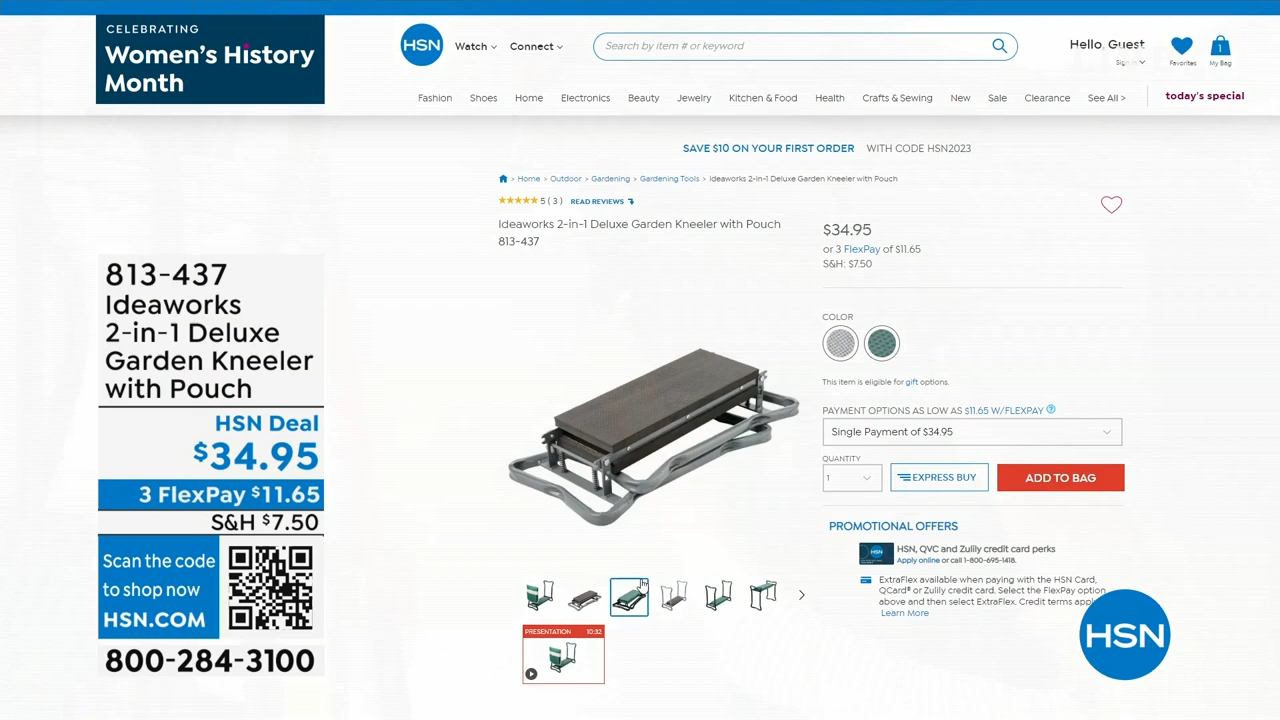 CELEBRATING
Women's History
Month
HSN
Watch
Connect
Search by item # or keyword
Hello, Guest
Sign In
Favorites
1
My Bag
Fashion
Shoes
Home
Electronics
Beauty
Jewelry
Kitchen & Food
Health
Crafts & Sewing
New
Sale
Clearance
See All >
today's special
SAVE $10 ON YOUR FIRST ORDER WITH CODE HSN2023
> Home > Outdoor > Gardening > Gardening Tools > Ideaworks 2-in-1 Deluxe Garden Kneeler with Pouch
5 ( 3 ) READ REVIEWS
Ideaworks 2-in-1 Deluxe Garden Kneeler with Pouch
813-437
$34.95
or 3 FlexPay of $11.65
S&H: $7.50
COLOR
This item is eligible for gift options.
PAYMENT OPTIONS AS LOW AS $11.65 W/FLEXPAY ?
Single Payment of $34.95
QUANTITY
1
EXPRESS BUY
ADD TO BAG
PROMOTIONAL OFFERS
HSN
HSN, QVC and Zulily credit card perks
Apply online or call 1-800-695-1418.
ExtraFlex available when paying with the HSN Card,
QCard® or Zulily credit card. Select the FlexPay option
above and then select ExtraFlex. Credit terms
Learn More
PRESENTATION 10:32
813-437
Ideaworks
2-in-1 Deluxe
Garden Kneeler
with Pouch
HSN Deal
$34.95
3 FlexPay $11.65
S&H $7.50
Scan the code
to shop now
HSN.COM
800-284-3100
HSN